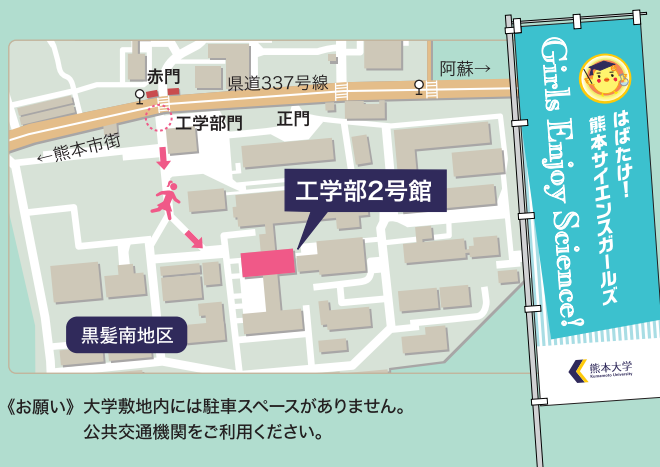 赤門
県道337号線
阿蘇→
工学部門
正門
←熊本市街
工学部2号館
黒髪南地区
《お願い》 大学敷地内には駐車スペースがありません。
公共交通機関をご利用ください。
はばたけ!
熊本サイエンスガールズ
Girls Enjoy Science!
熊本大学
Kumamoto University